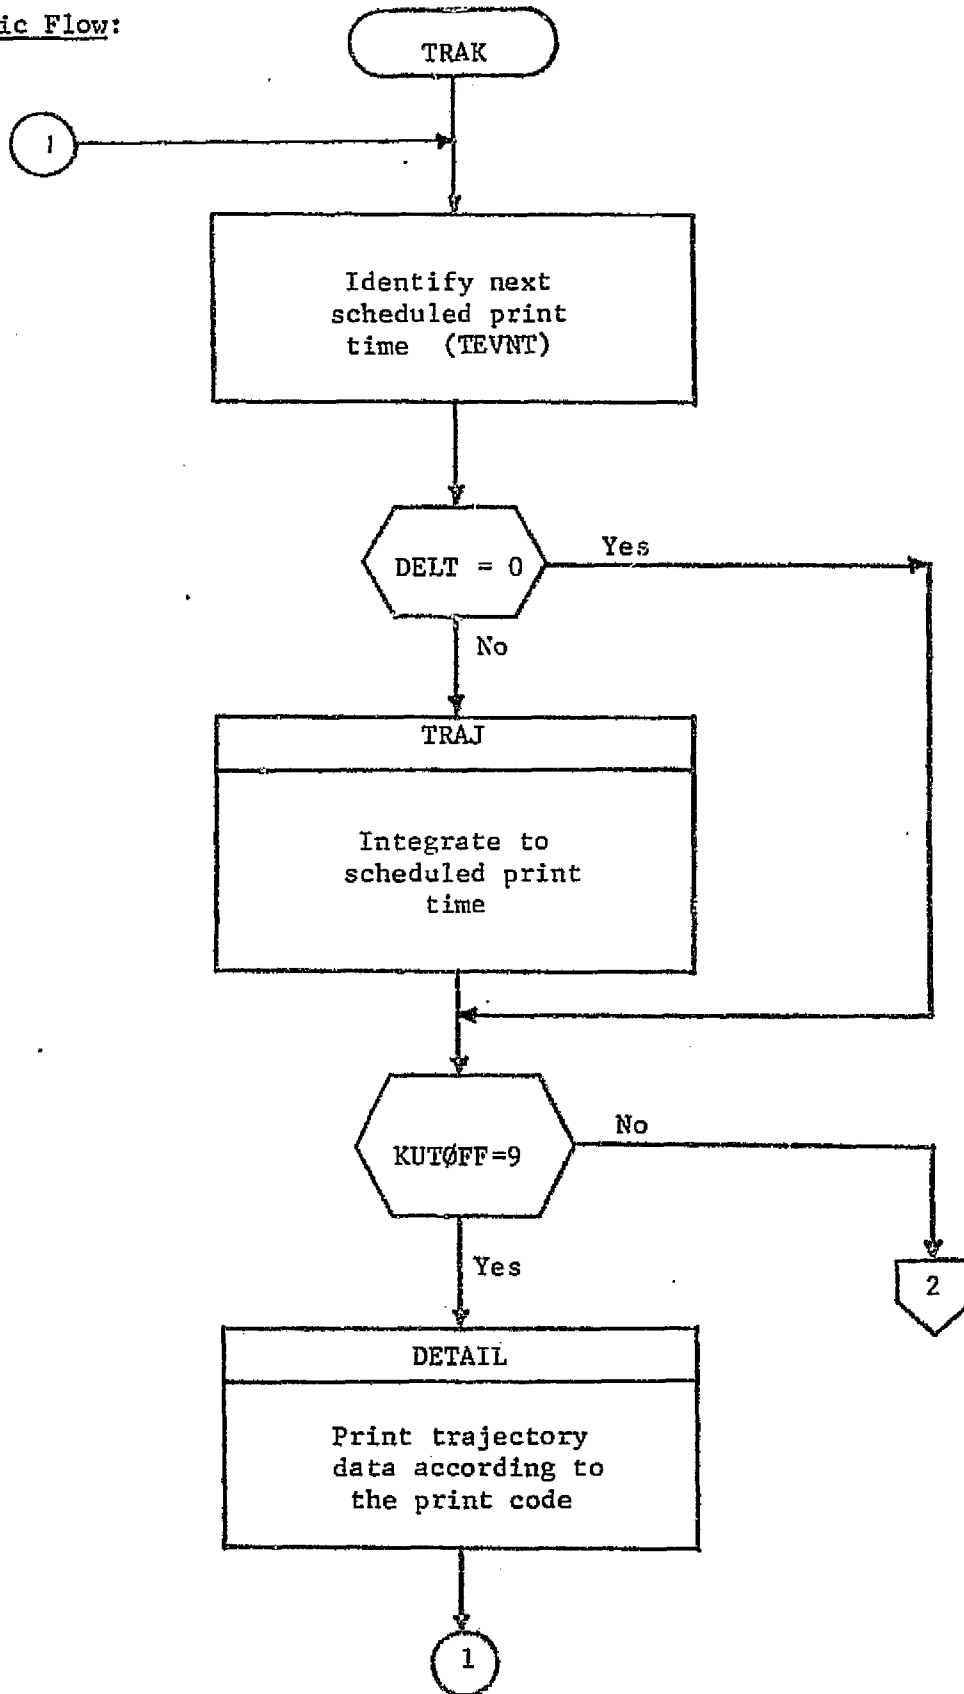 ic Flow:
TRAK
1
Identify next
scheduled print
time (TEVNT)
DELT = 0
Yes
No
TRAJ
Integrate to
scheduled print
time
KUTØFF=9
No
Yes
2
DETAIL
Print trajectory
data according to
the print code
1